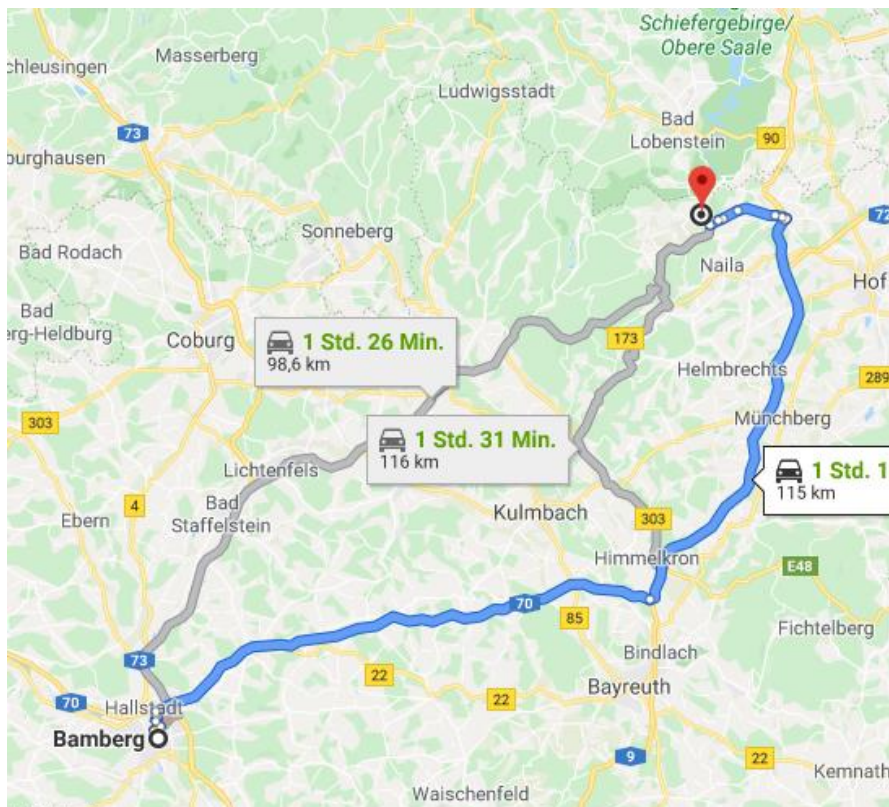 Schiefergebirge/
Obere Saale
Masserberg
chleusingen
Ludwigsstadt
Bad
Lobenstein
73
90
burghausen
72
Sonneberg
Bad Rodach
Naila
Hof
Bad
erg-Heldburg
Coburg
1 Std. 26 Min.
98,6 km
173
Helmbrechts
289
303
Münchberg
1 Std. 31 Min.
116 km
Lichtenfels
1 Std. 1
115 km
Bad
Staffelstein
4
Ebern
Kulmbach
303
Himmelkron
E48
70
85
Fichtelberg
Bindlach
73
22
Bayreuth
70
Hallstadt
22
Bamberg
9
22
Kemnath
Waischenfeld